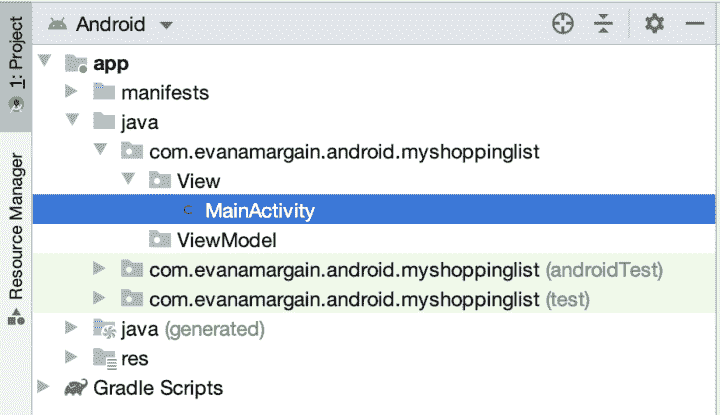 1: Project
Resource Manager
Android
app
manifests
java
com.evanamargain.android.myshoppinglist
View
C MainActivity
ViewModel
com.evanamargain.android.myshoppinglist (androidTest)
com.evanamargain.android.myshoppinglist (test)
java (generated)
res
Gradle Scripts